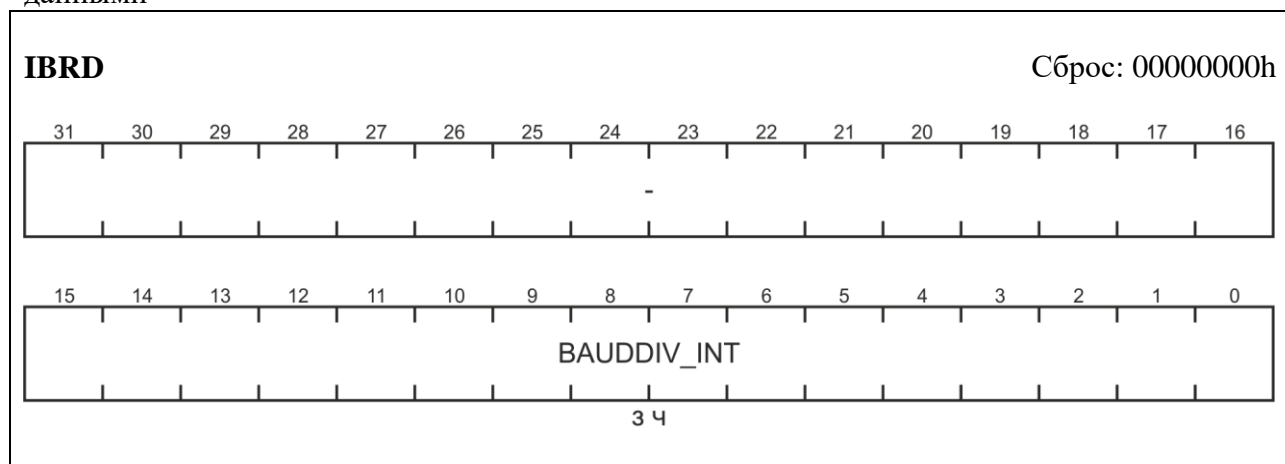 данными
IBRD Сброс: 00000000h
31 30 29 28 27 26 25 24 23 22 21 20 19 18 17 16
-
15 14 13 12 11 10 9 8 7 6 5 4 3 2 1 0
BAUDDIV_INT
З Ч